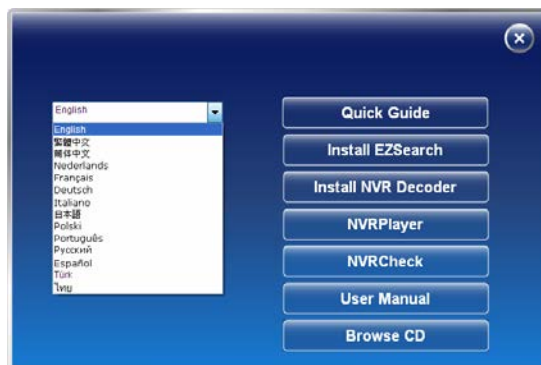 English
English
繁體中文
简体中文
Nederlands
Français
Deutsch
Italiano
日本語
Polski
Português
Русский
Español
Türk
ไทย
Quick Guide
Install EZSearch
Install NVR Decoder
NVRPlayer
NVRCheck
User Manual
Browse CD